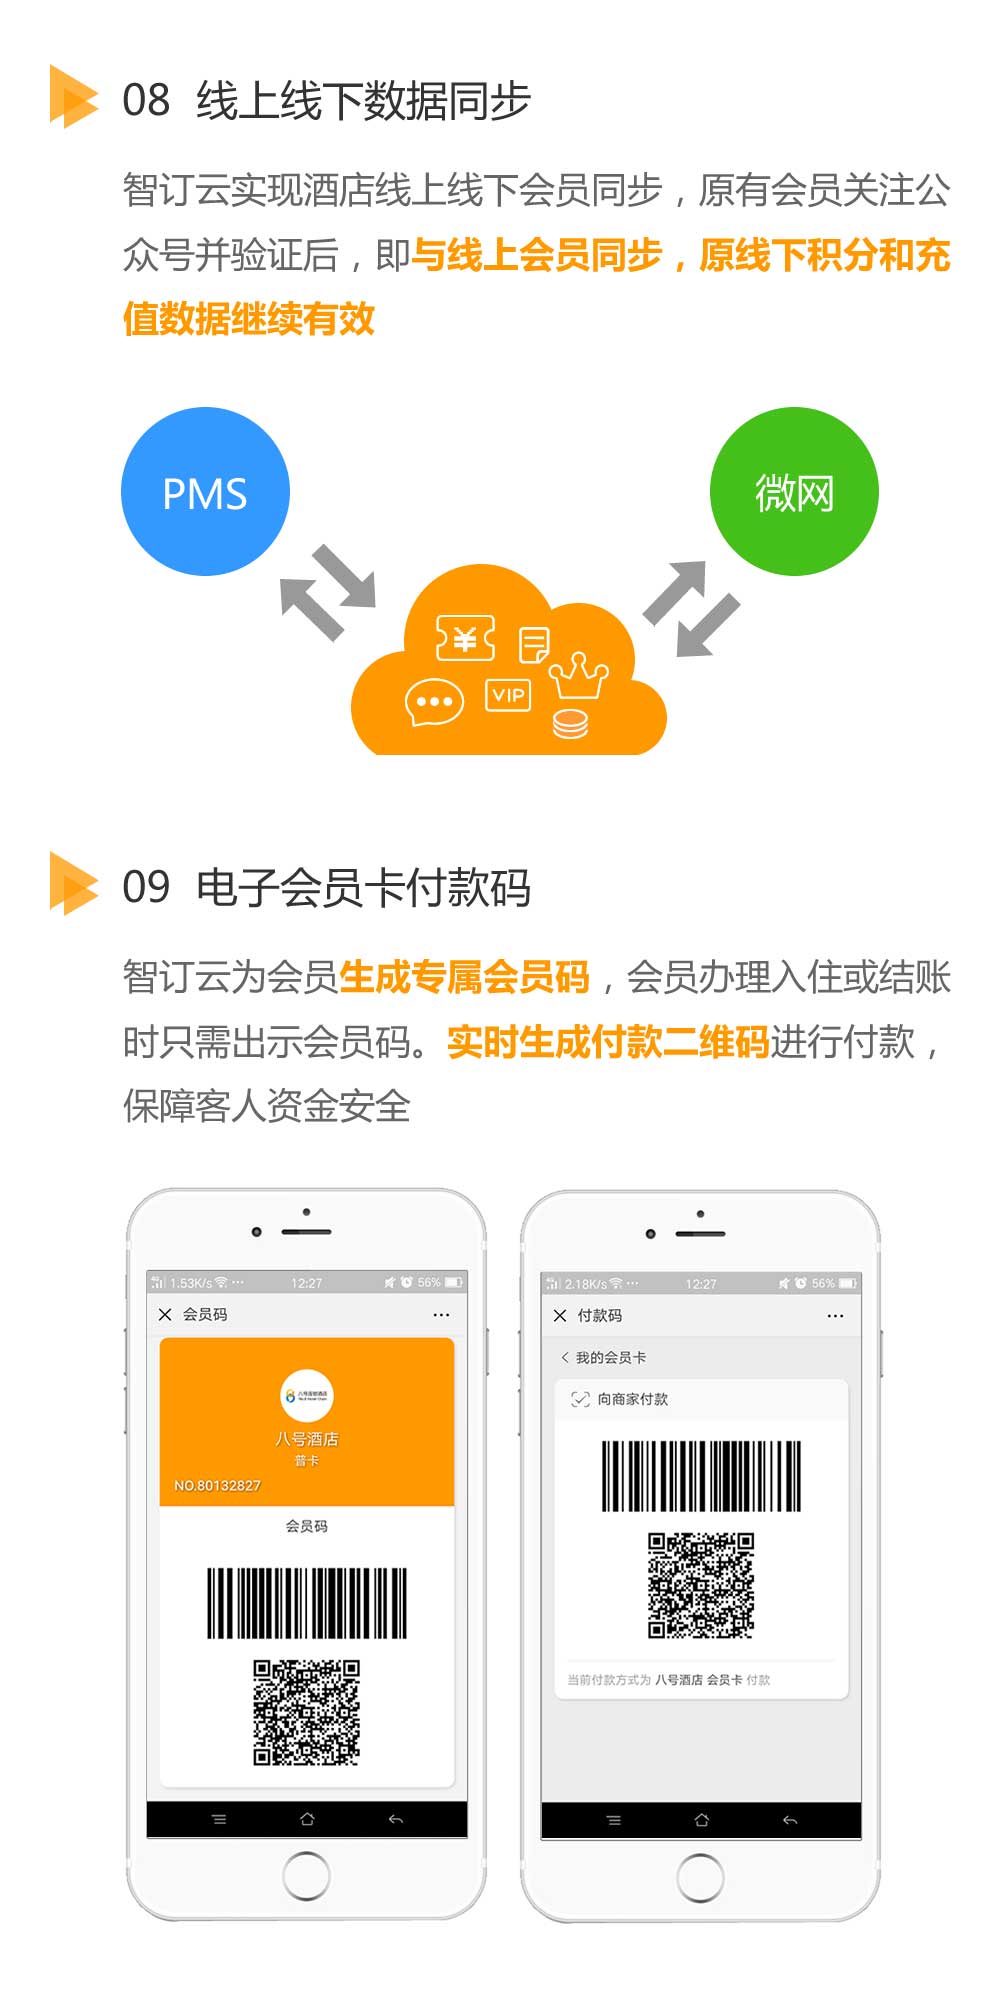 08 线上线下数据同步
智订云实现酒店线上线下会员同步，原有会员关注公
众号并验证后，即与线上会员同步，原线下积分和充
值数据继续有效
PMS
微网
¥
VIP
09 电子会员卡付款码
智订云为会员生成专属会员码，会员办理入住或结账
时只需出示会员码。实时生成付款二维码进行付款，
保障客人资金安全
4G 1.53K/s 12:27 56%
会员码
八号酒店
普卡
NO.80132827
会员码
4G 2.18K/s 12:27 56%
付款码
我的会员卡
向商家付款
当前付款方式为 八号酒店 会员卡 付款